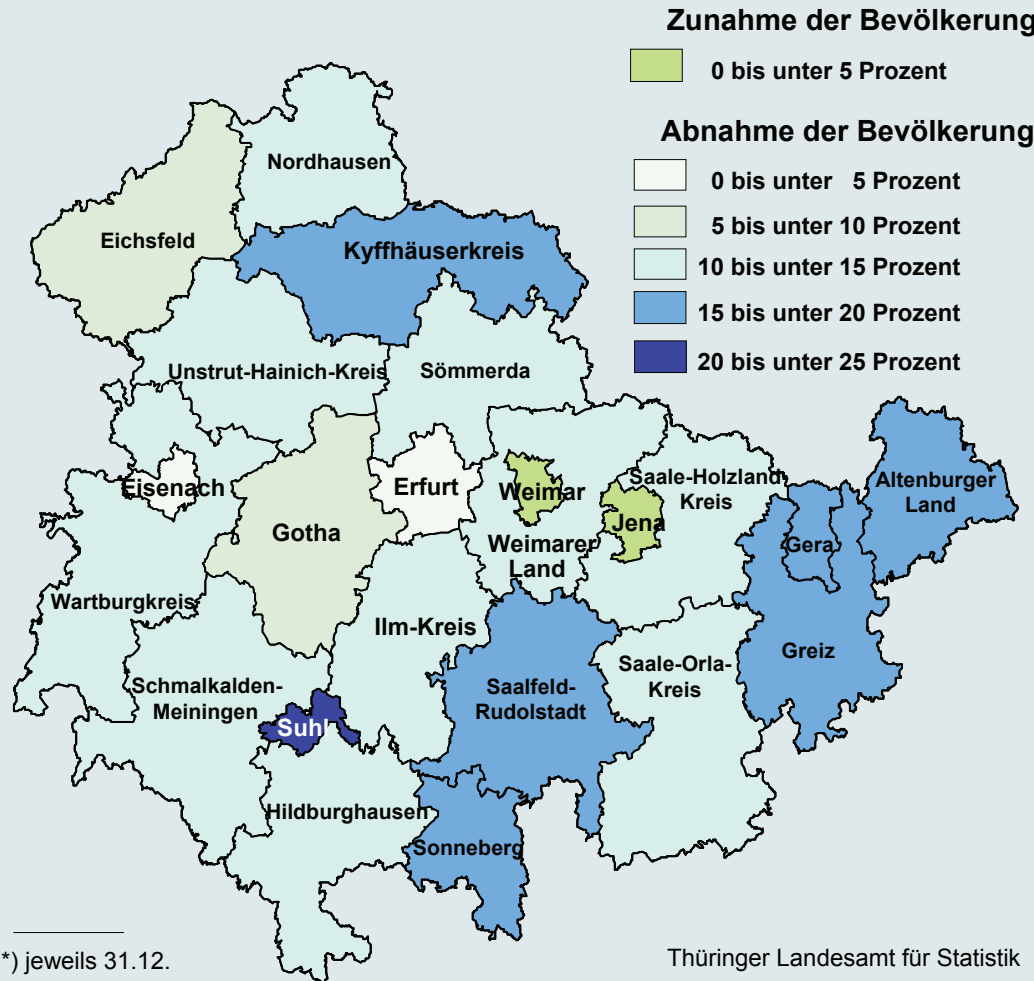 Zunahme der Bevölkerung
0 bis unter 5 Prozent
Abnahme der Bevölkerung
0 bis unter 5 Prozent
5 bis unter 10 Prozent
10 bis unter 15 Prozent
15 bis unter 20 Prozent
20 bis unter 25 Prozent
Nordhausen
Eichsfeld
Kyffhäuserkreis
Unstrut-Hainich-Kreis
Sömmerda
Eisenach
Erfurt
Weimar
Saale-Holzland-
Kreis
Altenburger
Land
Gotha
Jena
Gera
Weimarer
Land
Wartburgkreis
Ilm-Kreis
Greiz
Saale-Orla-
Kreis
Schmalkalden-
Meiningen
Saalfeld-
Rudolstadt
Suhl
Hildburghausen
Sonneberg
*) jeweils 31.12.
Thüringer Landesamt für Statistik